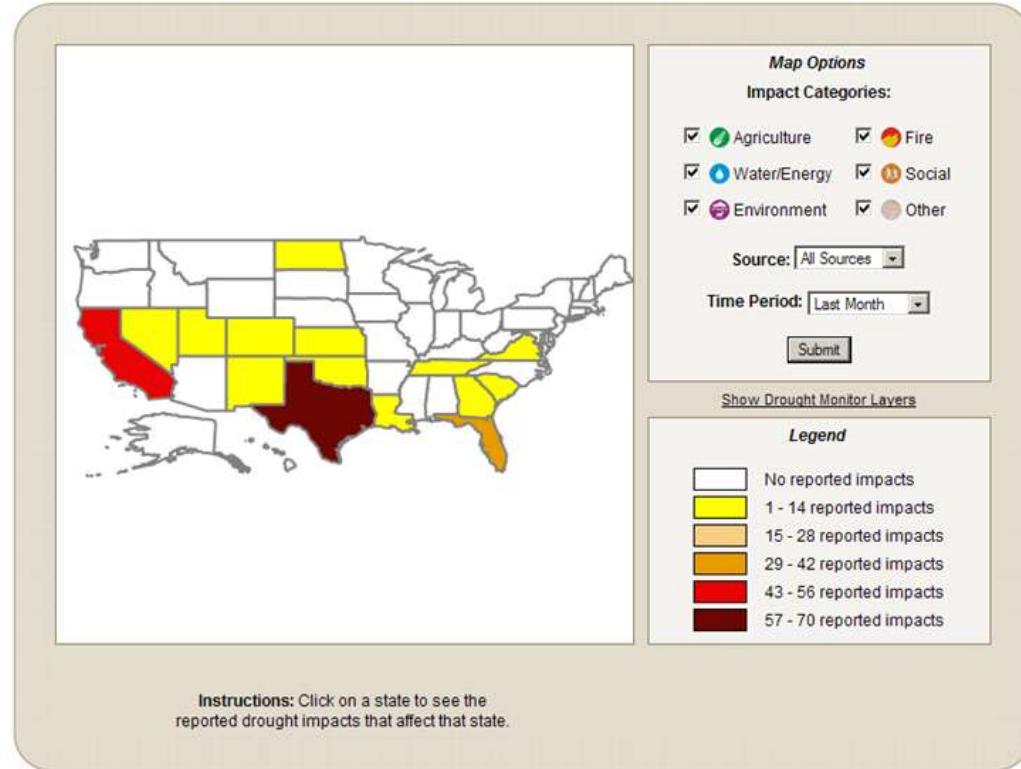 Map Options
Impact Categories:
Agriculture Fire
Water/Energy Social
Environment Other
Source: All Sources
Time Period: Last Month
Submit
Show Drought Monitor Layers
Legend
No reported impacts
1 - 14 reported impacts
15 - 28 reported impacts
29 - 42 reported impacts
43 - 56 reported impacts
57 - 70 reported impacts
Instructions: Click on a state to see the
reported drought impacts that affect that state.